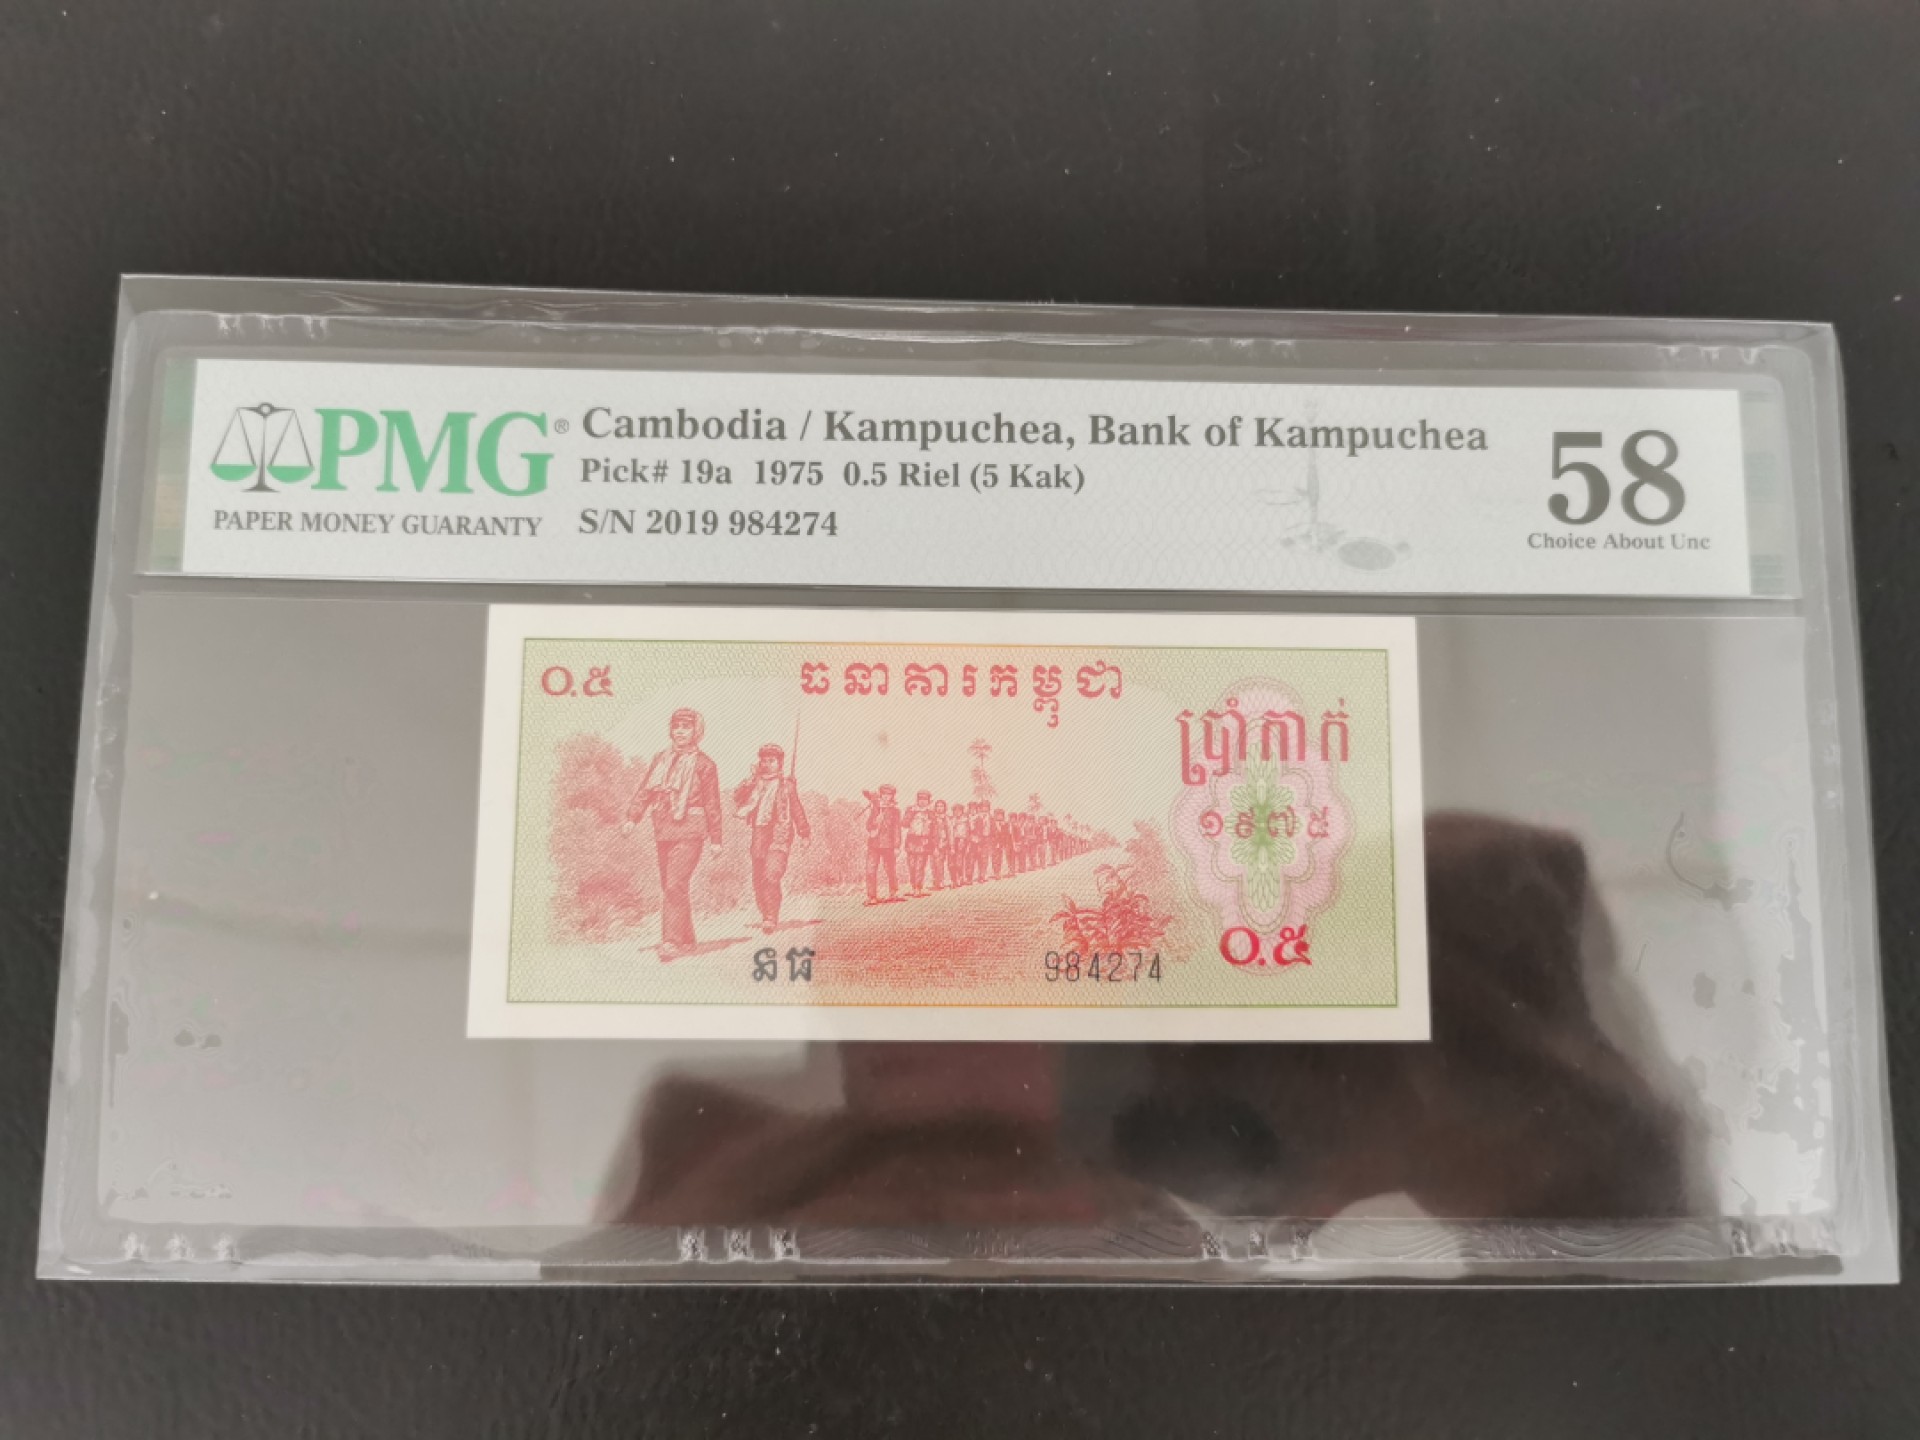 PMG® Cambodia / Kampuchea, Bank of Kampuchea 58
Pick# 19a 1975 0.5 Riel (5 Kak)
PAPER MONEY GUARANTY S/N 2019 984274 Choice About Unc
០.៥ ធនាគារកម្ពុជា
ប្រាំកាក់
១៩៧៥
នធ 984274 ០.៥